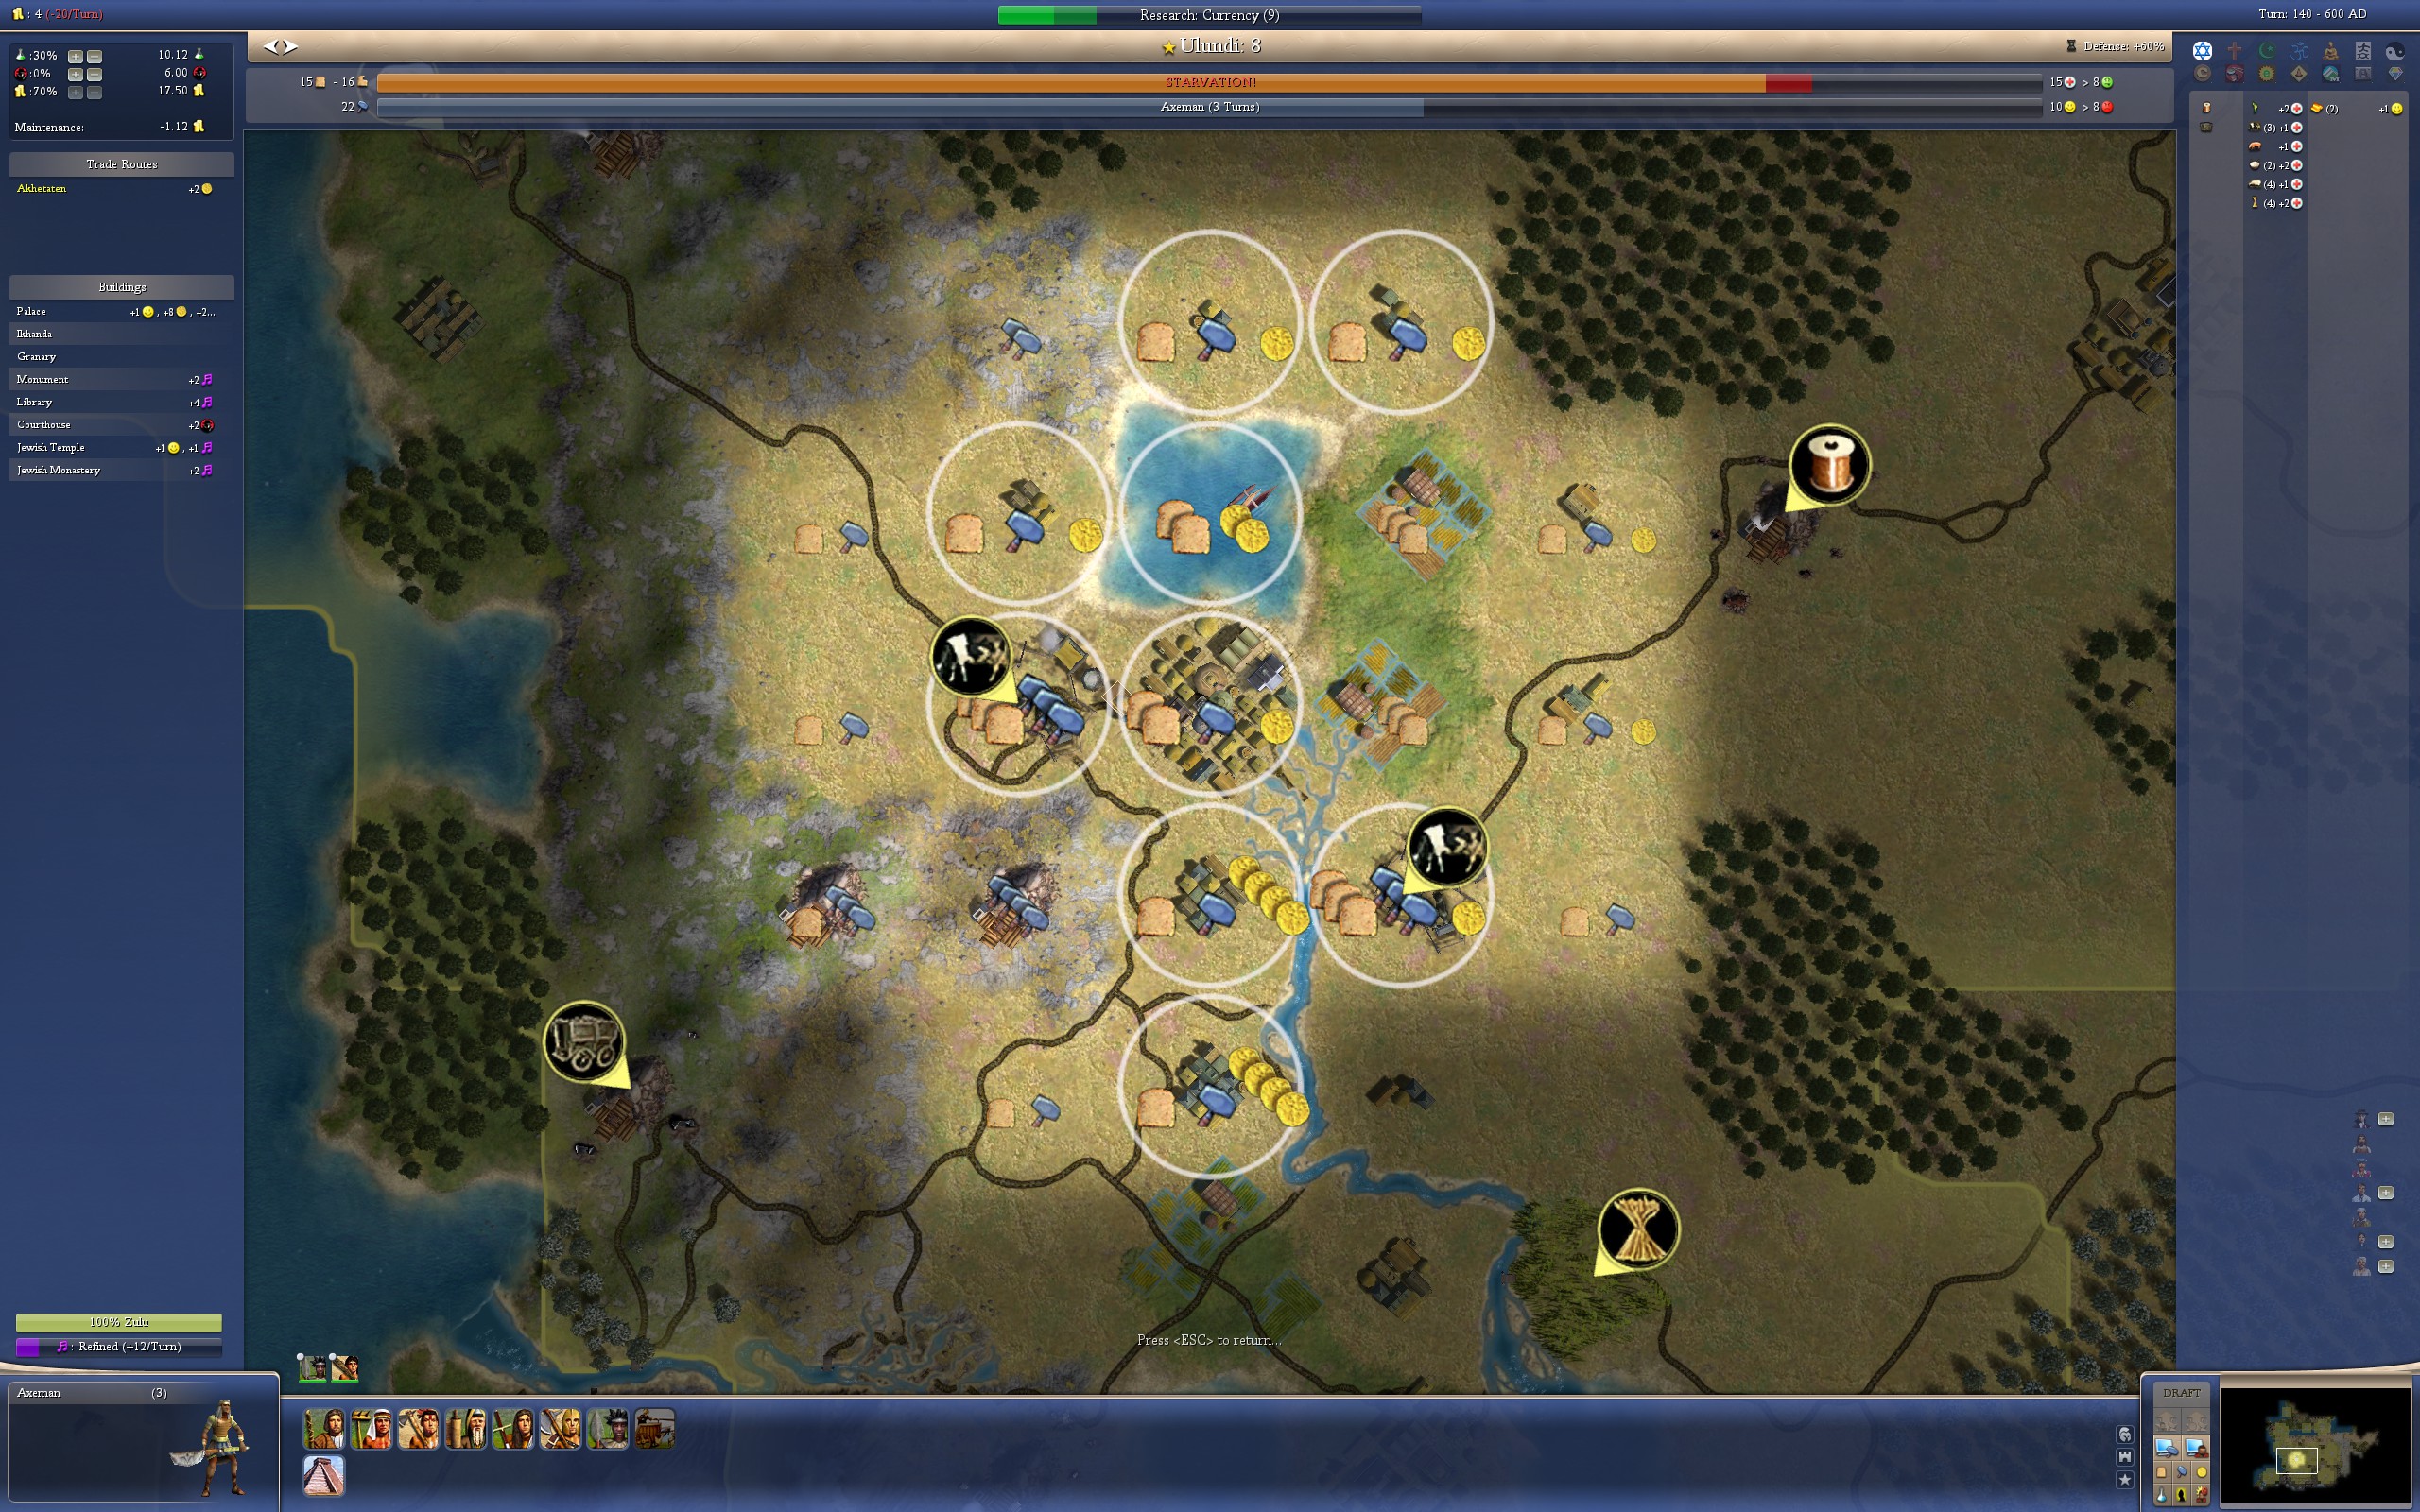 : 4 (-20/Turn)
Research: Currency (9)
Turn: 140 - 600 AD
Ulundi: 8
Defense: +60%
:30% 10.12
:0% 6.00
:70% 17.50
Maintenance: -1.12
15 - 16 STARVATION! 15 > 8
22 Axeman (3 Turns) 10 > 8
+2 (2) +1
(3) +1
+1
(2) +2
(4) +1
(4) +2
Trade Routes
Akhetaten +2
Buildings
Palace +1 , +8 , +2...
Ikhanda
Granary
Monument +2
Library +4
Courthouse +2
Jewish Temple +1 , +1
Jewish Monastery +2
100% Zulu
: Refined (+12/Turn)
Press <ESC> to return...
Axeman (3)
DRAFT